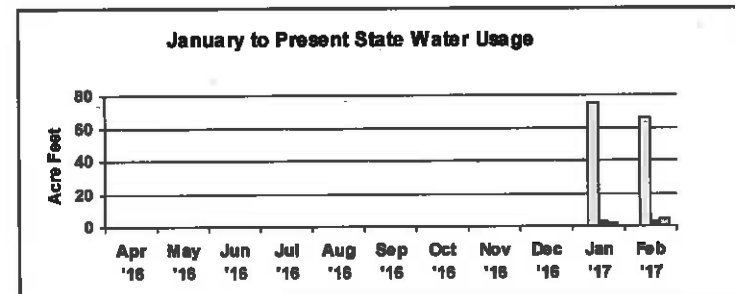 January to Present State Water Usage
Acre Feet
80
60
40
20
0
Apr May Jun Jul Aug Sep Oct Nov Dec Jan Feb
'16 '16 '16 '16 '16 '16 '16 '16 '16 '17 '17